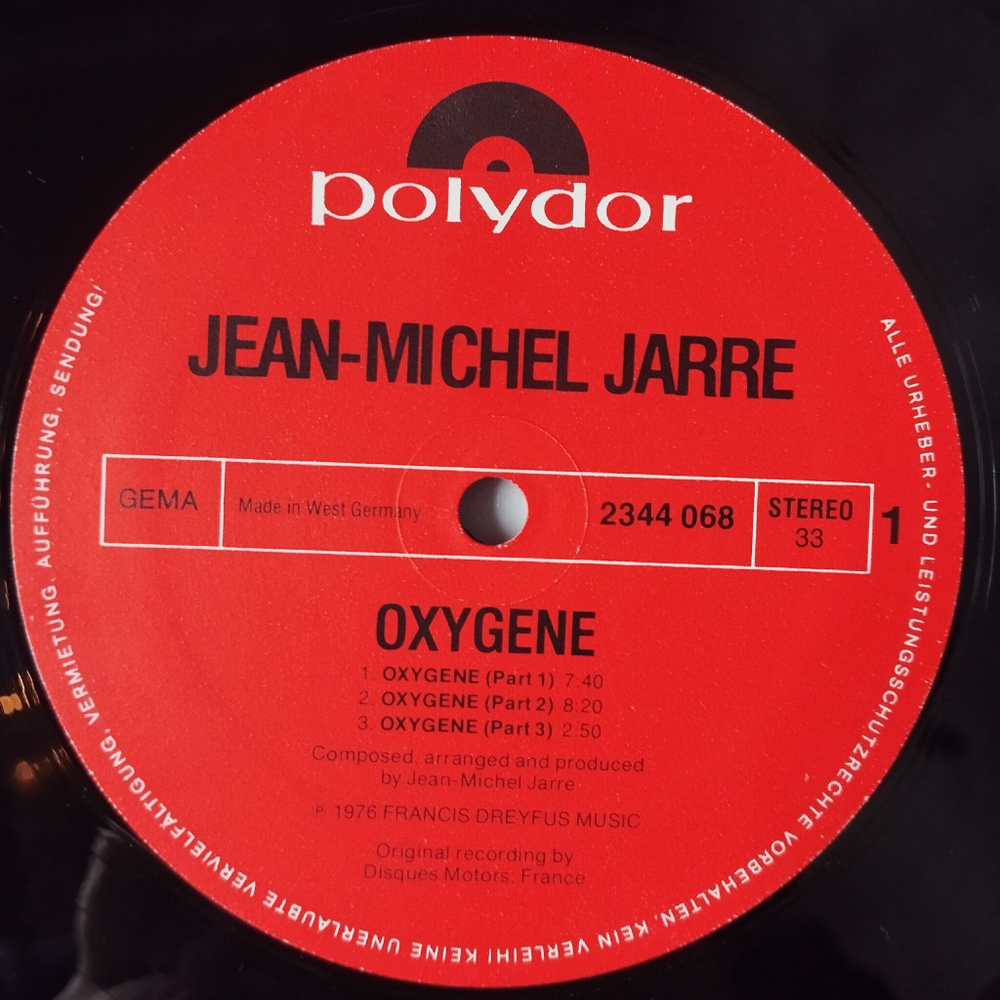 polydor
JEAN-MICHEL JARRE
GEMA
Made in West Germany
2344 068
STEREO
33
1
OXYGENE
1. OXYGENE (Part 1) 7:40
2. OXYGENE (Part 2) 8:20
3. OXYGENE (Part 3) 2:50
Composed, arranged and produced
by Jean-Michel Jarre
℗ 1976 FRANCIS DREYFUS MUSIC
Original recording by
Disques Motors, France
ALLE URHEBER- UND LEISTUNGSSCHUTZRECHTE VORBEHALTEN. KEIN VERLEIH! KEINE UNERLAUBTE VERVIELFÄLTIGUNG, VERMIETUNG, AUFFÜHRUNG, SENDUNG!